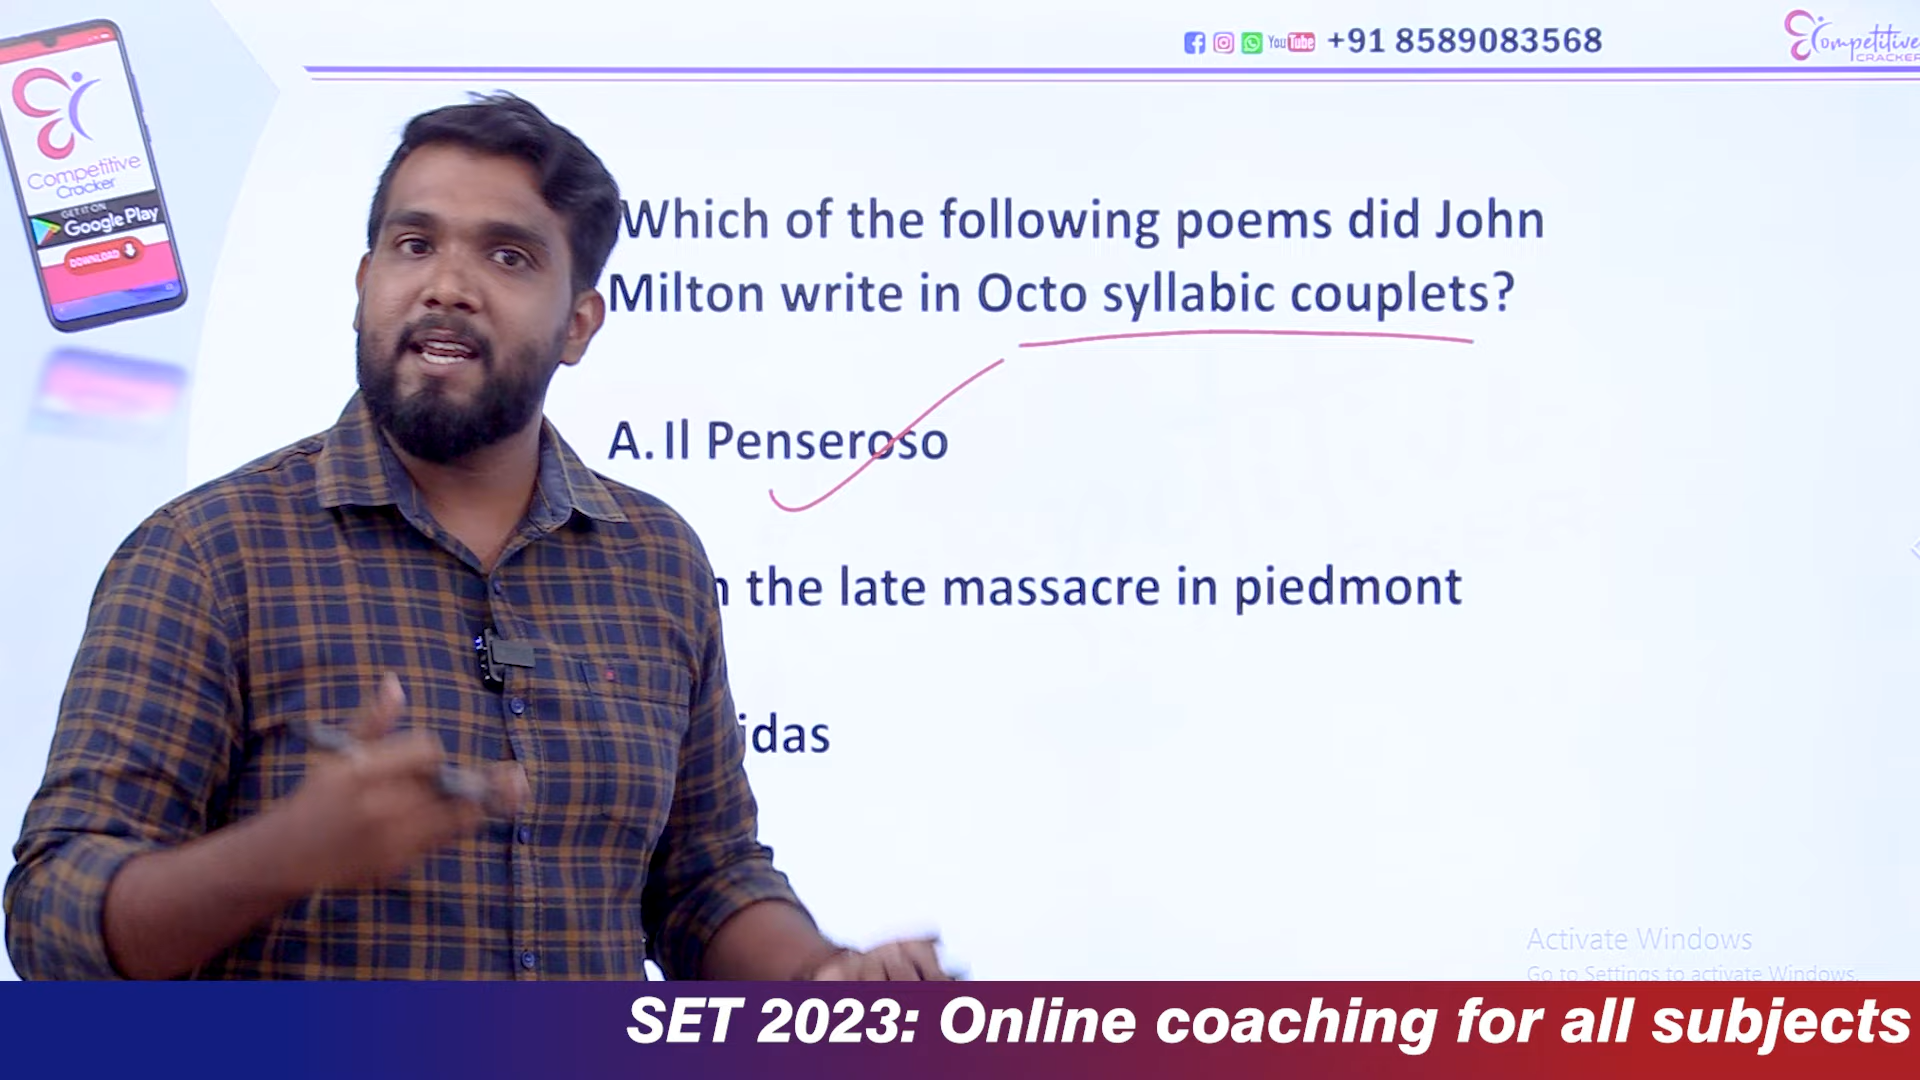 YouTube +91 8589083568
Competitive
CRACKER
Competitive
Cracker
GET IT ON
Google Play
DOWNLOAD
Which of the following poems did John
Milton write in Octo syllabic couplets?
A. Il Penseroso
the late massacre in piedmont
Activate Windows
Go to Settings to activate Windows.
SET 2023: Online coaching for all subjects